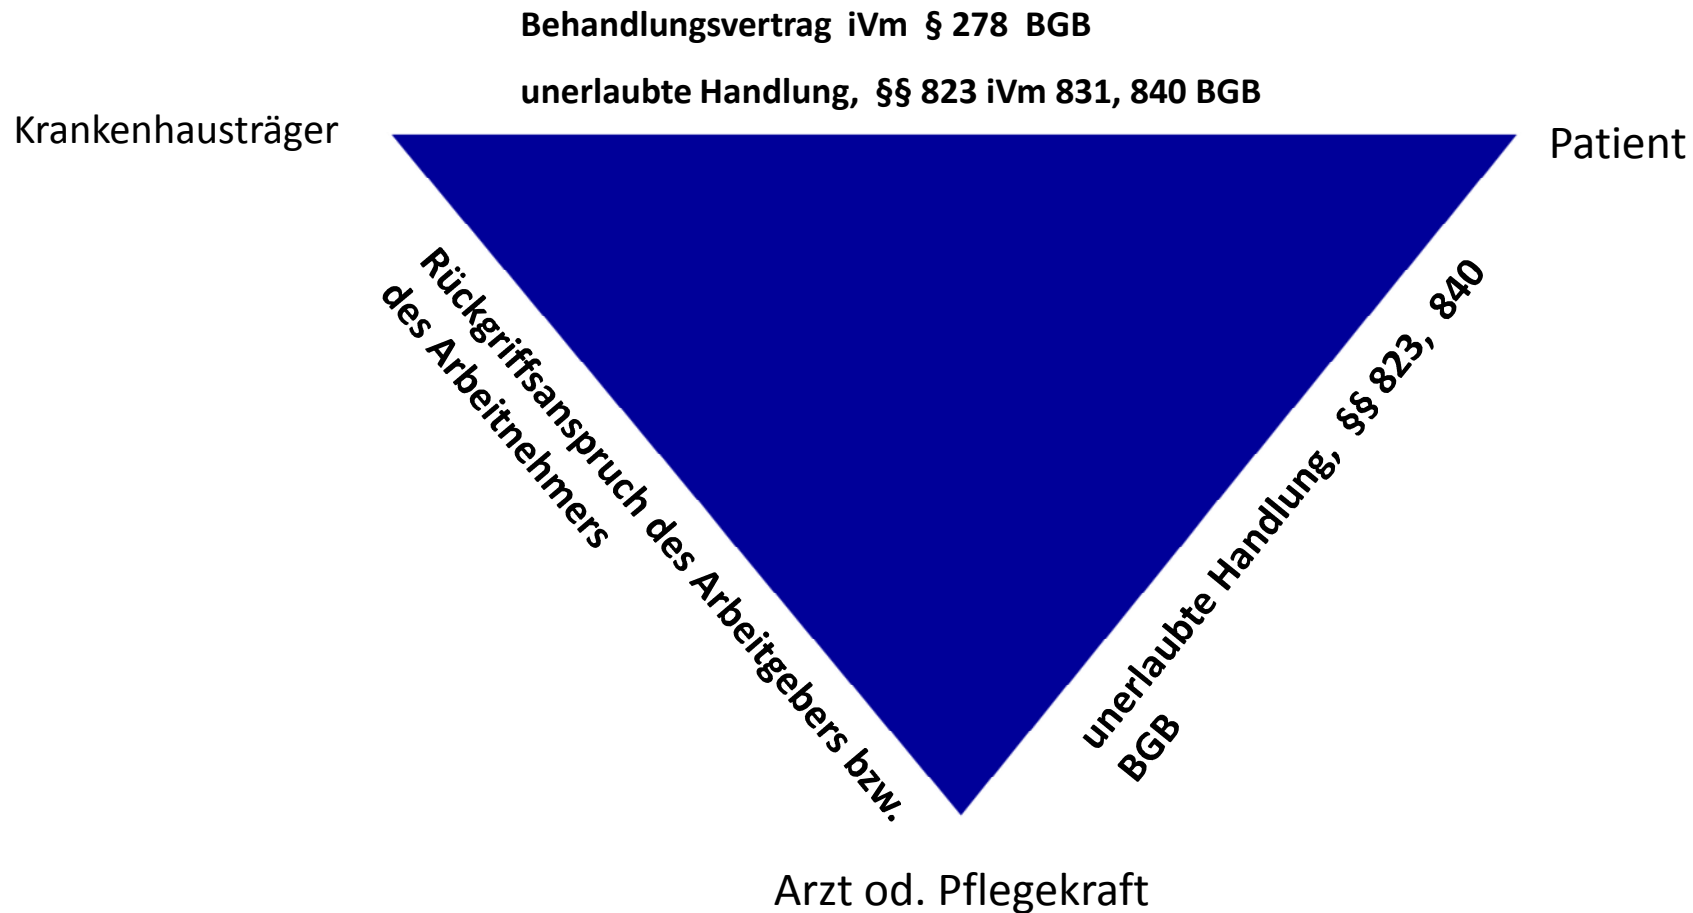 Behandlungsvertrag iVm § 278 BGB
unerlaubte Handlung, §§ 823 iVm 831, 840 BGB
Krankenhausträger
Patient
Rückgriffsanspruch des Arbeitgebers bzw.
des Arbeitnehmers
unerlaubte Handlung, §§ 823, 840
BGB
Arzt od. Pflegekraft